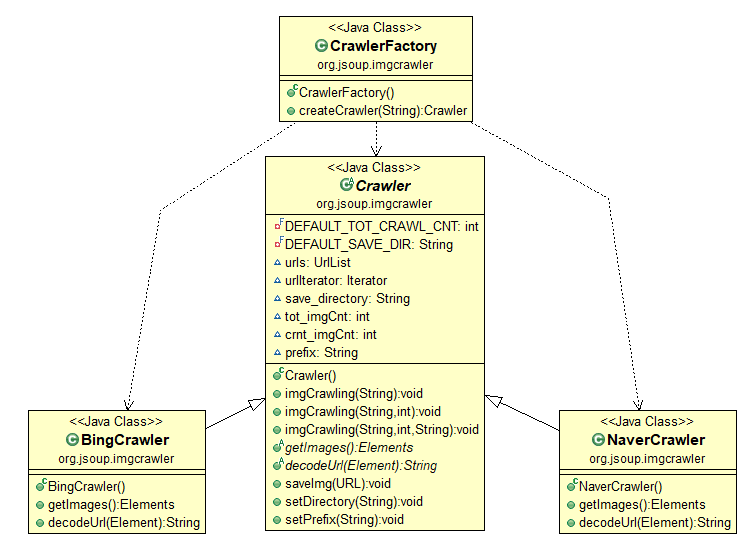 <<Java Class>>
CrawlerFactory
org.jsoup.imgcrawler
CrawlerFactory()
createCrawler(String):Crawler
<<Java Class>>
Crawler
org.jsoup.imgcrawler
DEFAULT_TOT_CRAWL_CNT: int
DEFAULT_SAVE_DIR: String
urls: UrlList
urlIterator: Iterator
save_directory: String
tot_imgCnt: int
crnt_imgCnt: int
prefix: String
Crawler()
imgCrawling(String):void
imgCrawling(String,int):void
imgCrawling(String,int,String):void
getImages():Elements
decodeUrl(Element):String
saveImg(URL):void
setDirectory(String):void
setPrefix(String):void
<<Java Class>>
BingCrawler
org.jsoup.imgcrawler
BingCrawler()
getImages():Elements
decodeUrl(Element):String
<<Java Class>>
NaverCrawler
org.jsoup.imgcrawler
NaverCrawler()
getImages():Elements
decodeUrl(Element):String